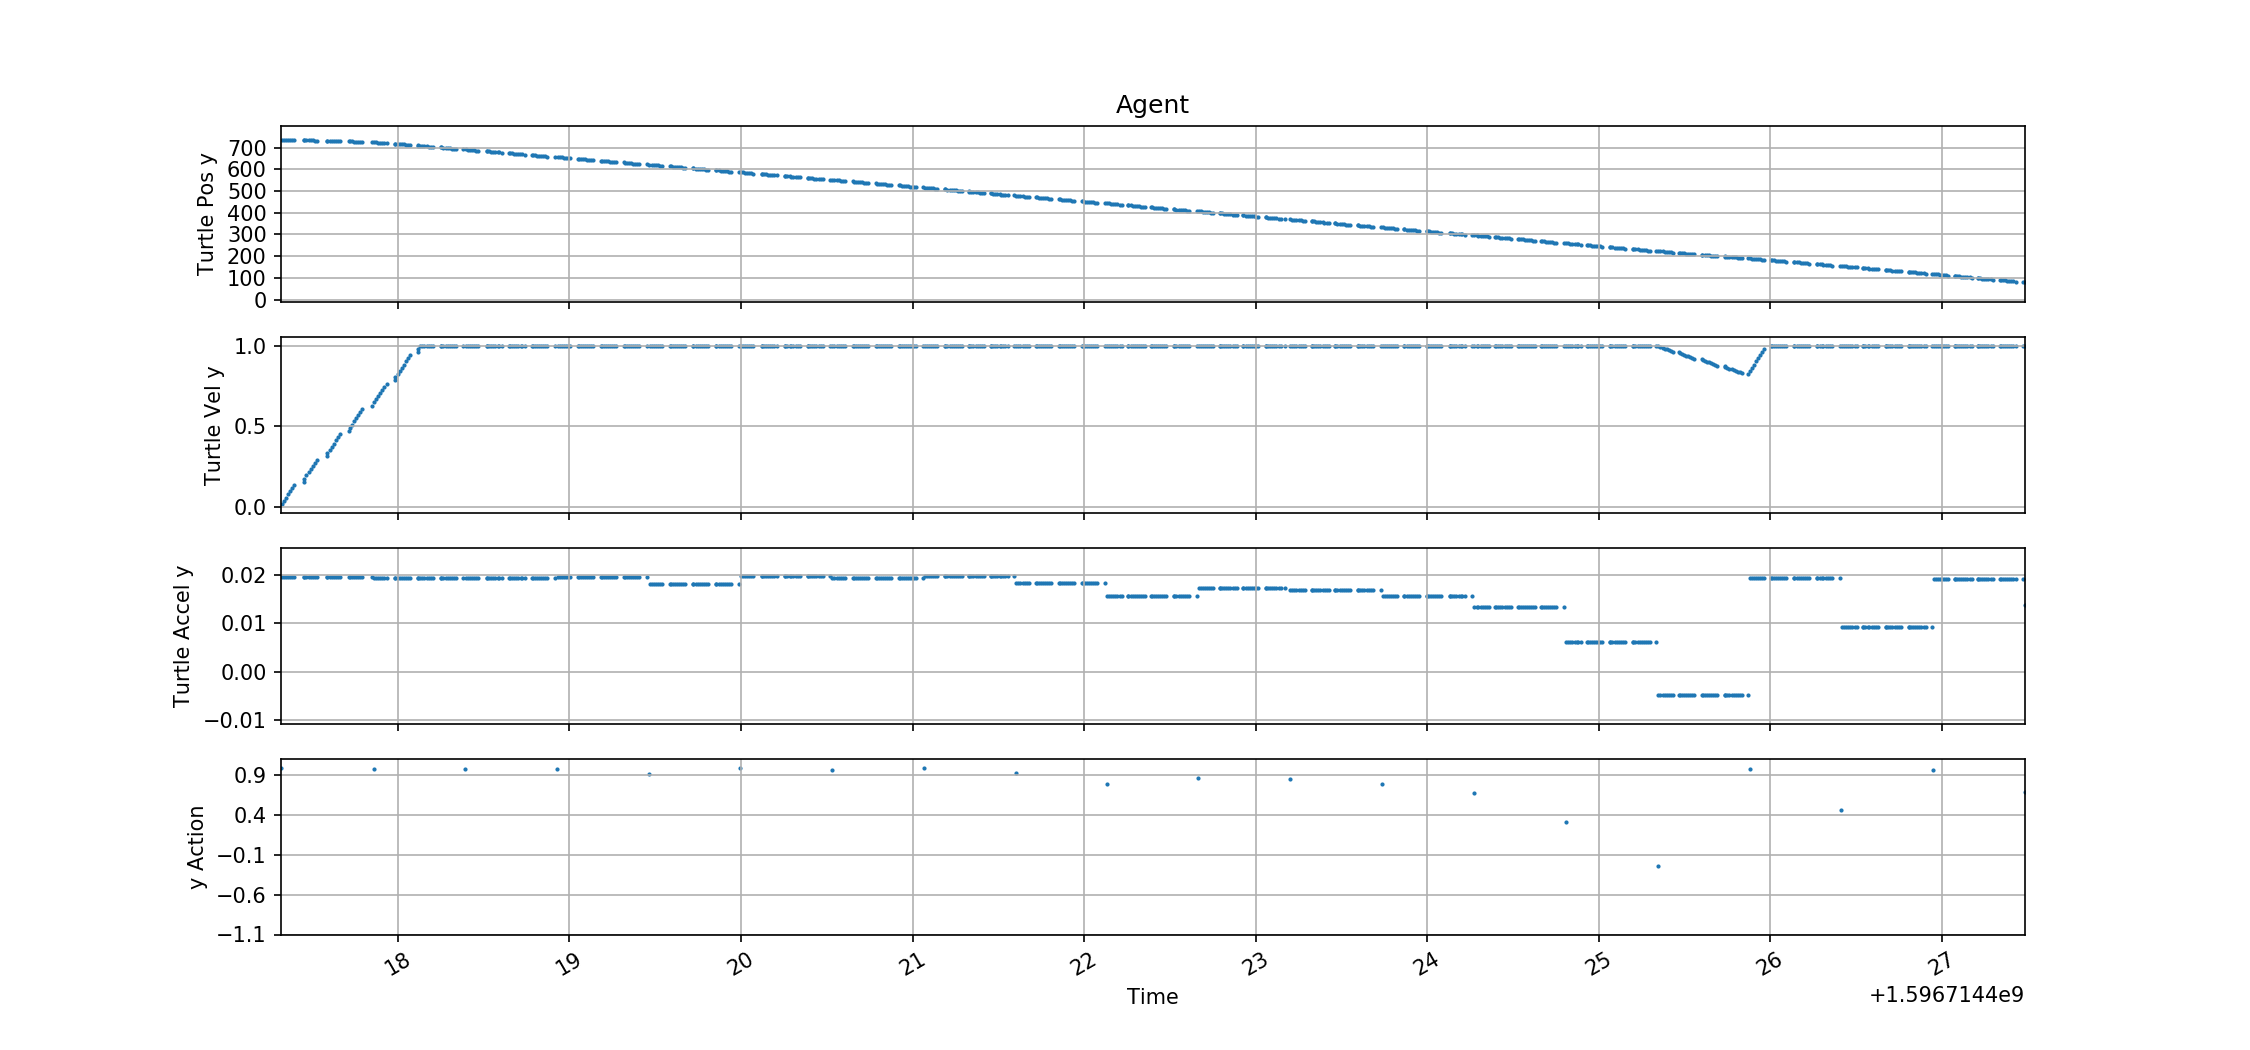 Agent
Turtle Pos y
700
600
500
400
300
200
100
0
Turtle Vel y
1.0
0.5
0.0
Turtle Accel y
0.02
0.01
0.00
−0.01
y Action
0.9
0.4
−0.1
−0.6
−1.1
18 19 20 21 22 23 24 25 26 27
Time
+1.5967144e9